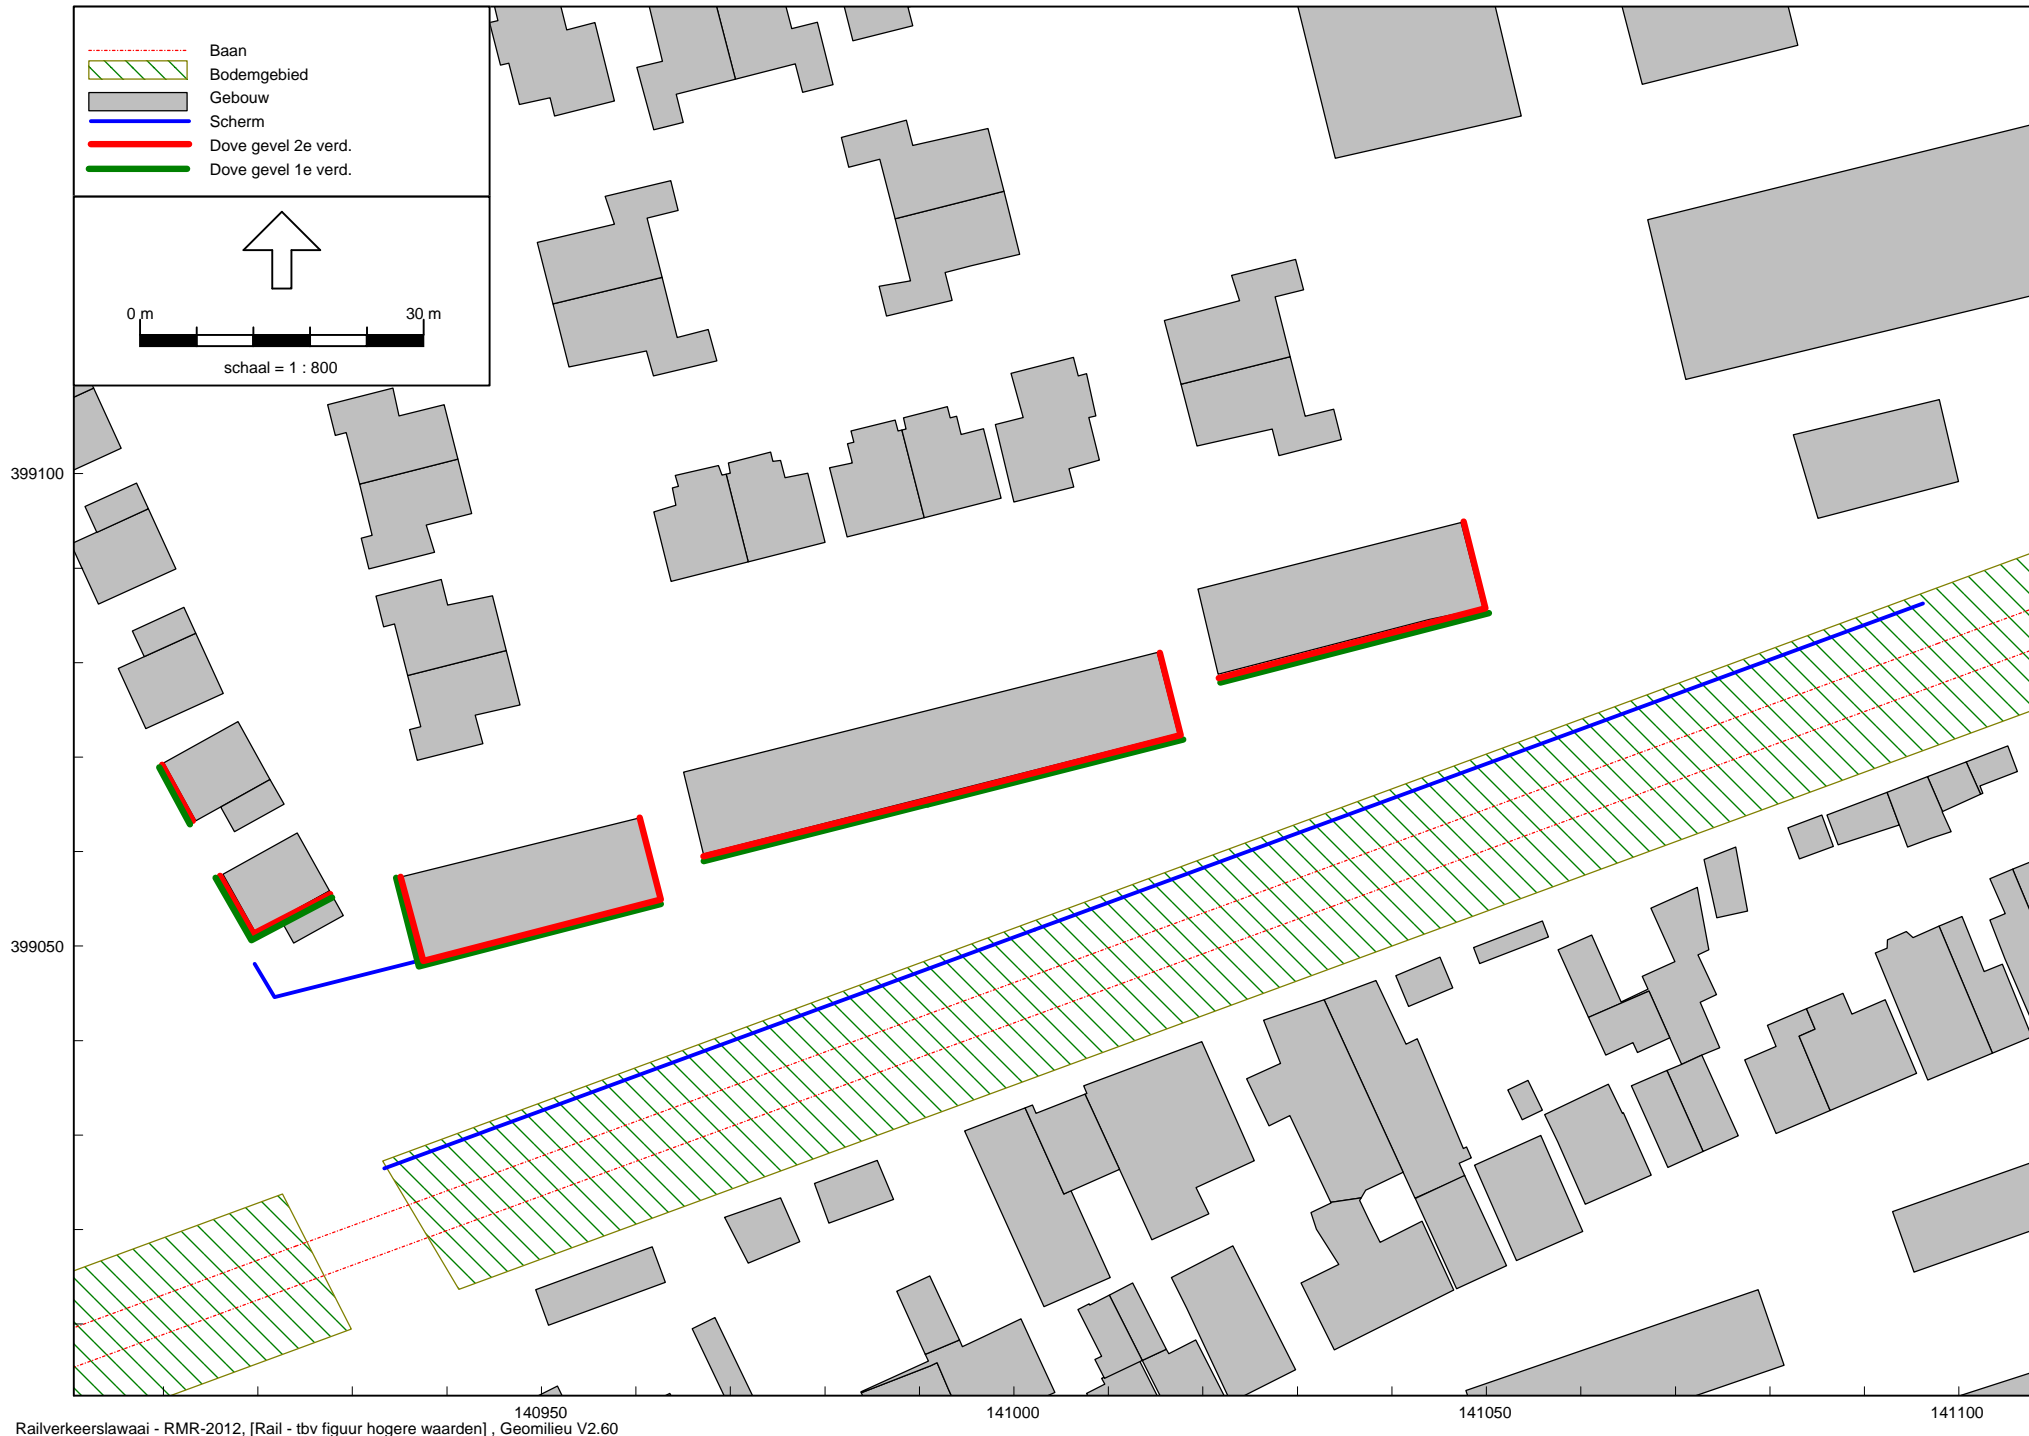 Baan
Bodemgebied
Gebouw
Scherm
Dove gevel 2e verd.
Dove gevel 1e verd.
0 m 30 m
schaal = 1 : 800
399100
399050
140950 141000 141050 141100
Railverkeerslawaai - RMR-2012, [Rail - tbv figuur hogere waarden] , Geomilieu V2.60